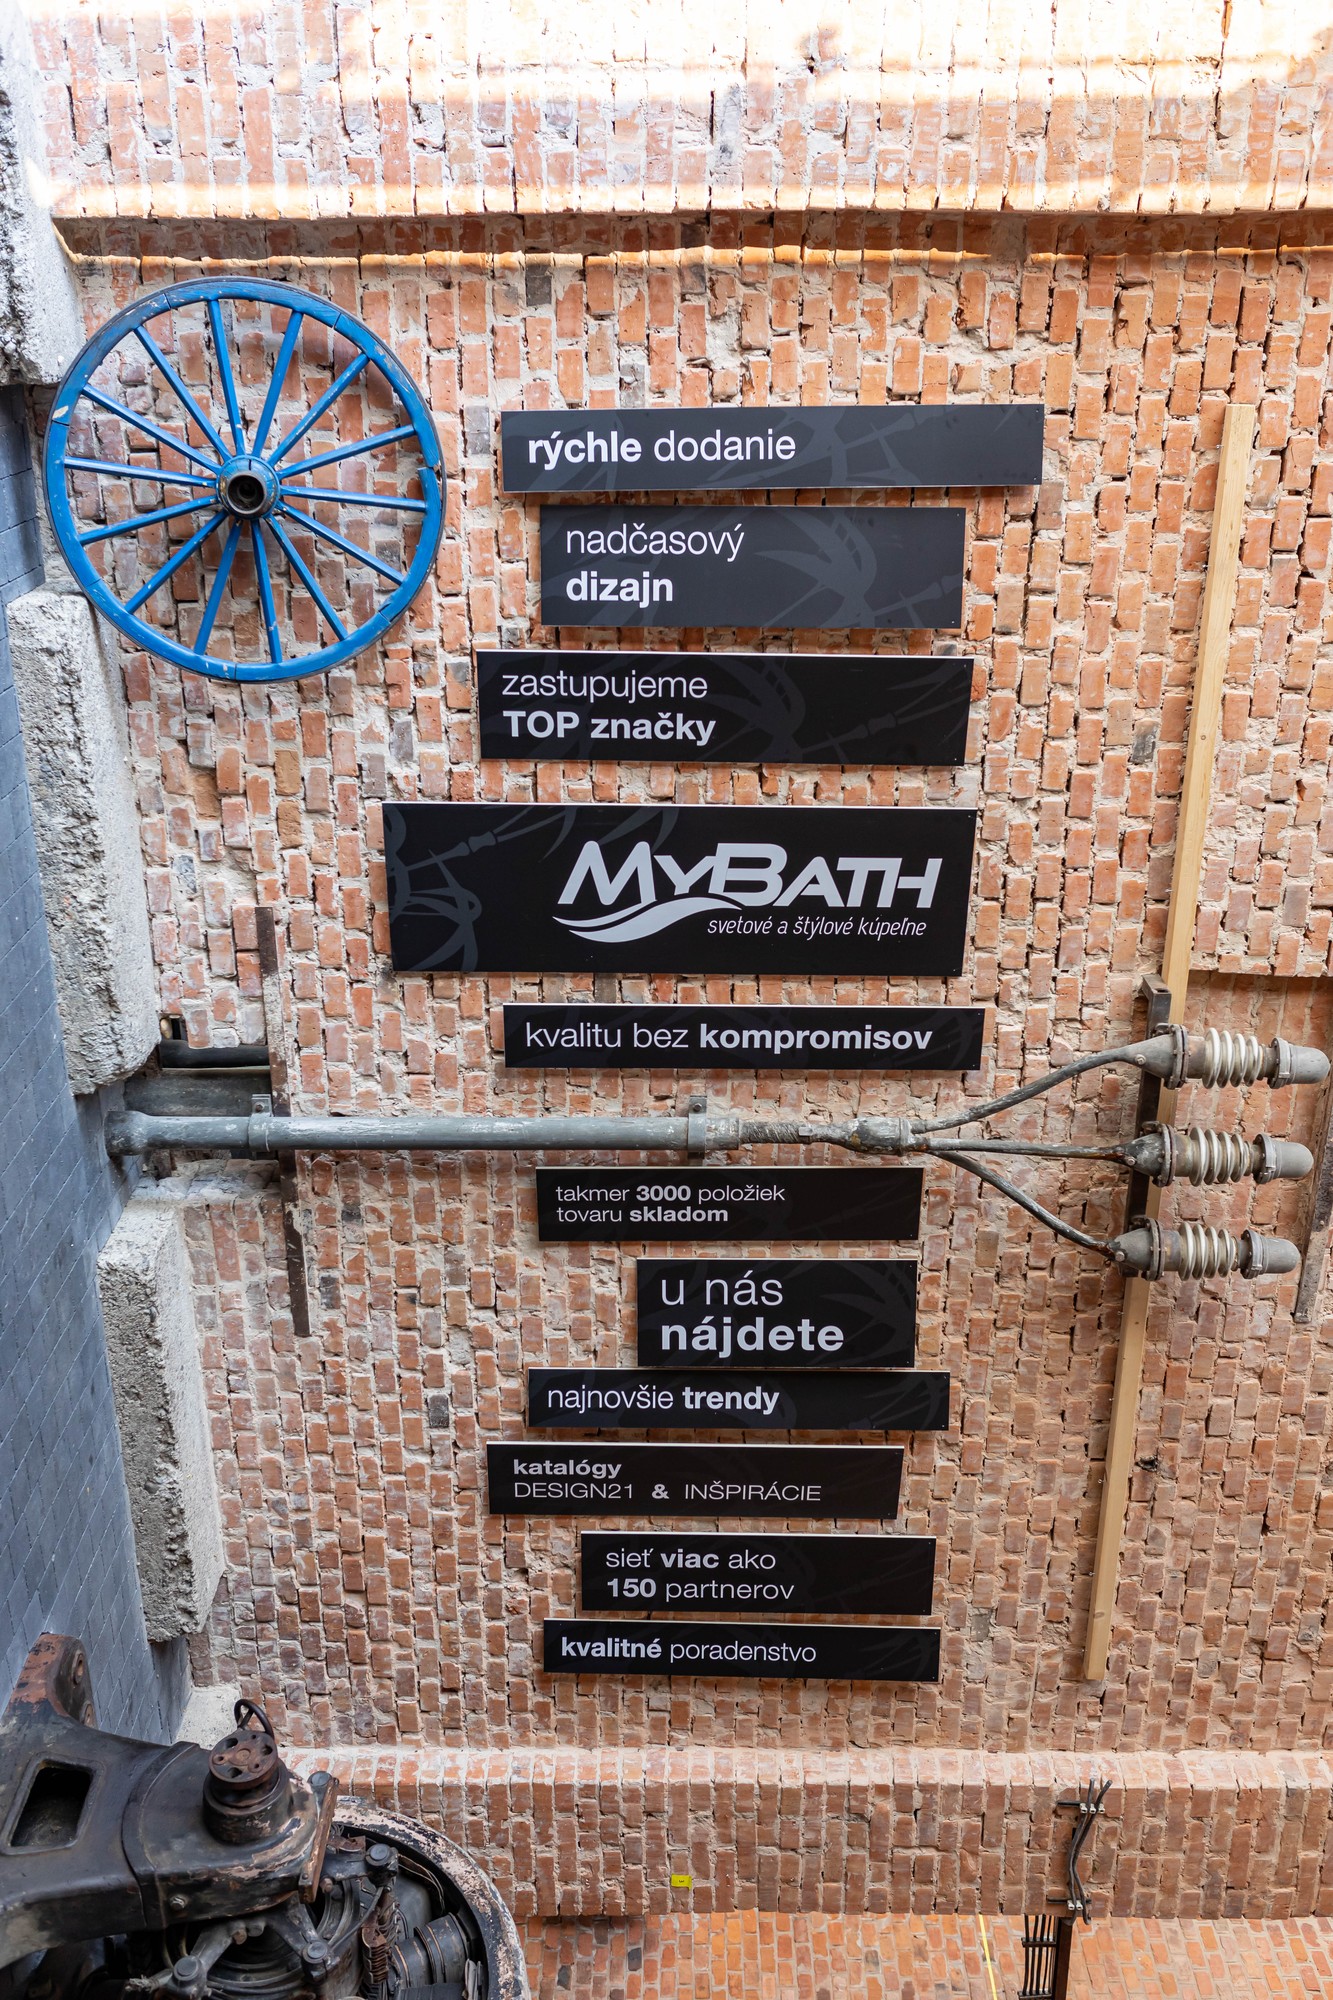 rýchle dodanie
nadčasový
dizajn
zastupujeme
TOP značky
MYBATH
svetové a štýlové kúpeľne
kvalitu bez kompromisov
takmer 3000 položiek
tovaru skladom
u nás
nájdete
najnovšie trendy
katalógy
DESIGN21 & INŠPIRÁCIE
sieť viac ako
150 partnerov
kvalitné poradenstvo